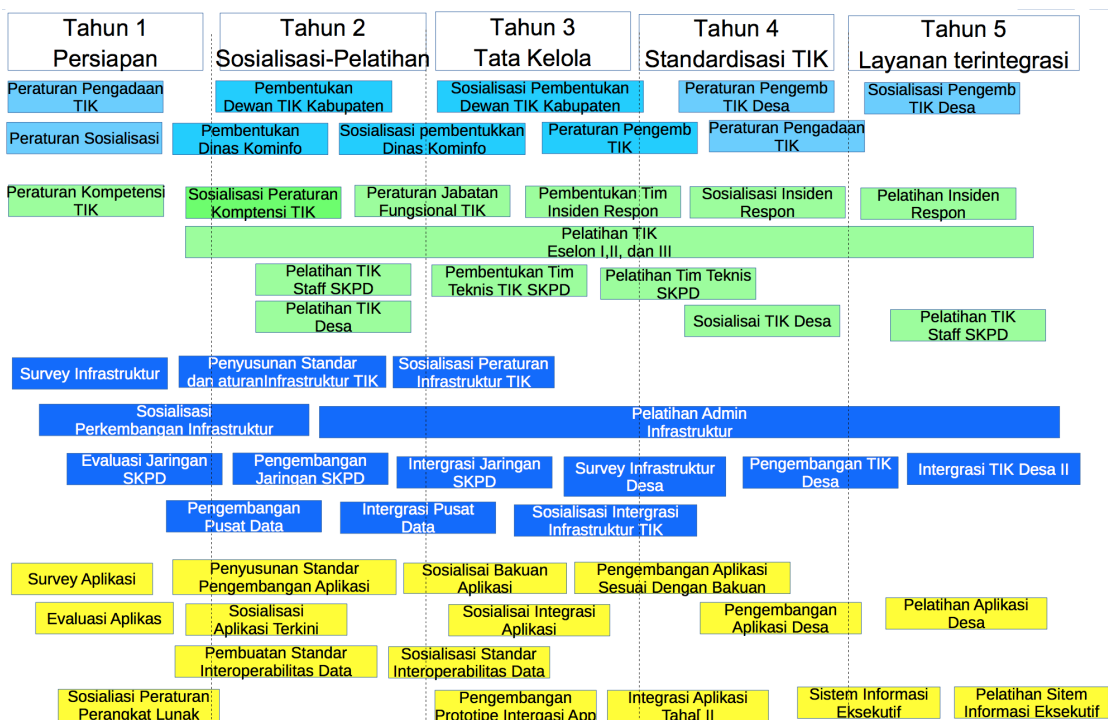 Tahun 1
Persiapan
Tahun 2
Sosialisasi-Pelatihan
Tahun 3
Tata Kelola
Tahun 4
Standardisasi TIK
Tahun 5
Layanan terintegrasi
Peraturan Pengadaan
TIK
Pembentukan
Dewan TIK Kabupaten
Sosialisasi Pembentukan
Dewan TIK Kabupaten
Peraturan Pengemb
TIK Desa
Sosialisasi Pengemb
TIK Desa
Peraturan Sosialisasi
Pembentukan
Dinas Kominfo
Sosialisasi pembentukkan
Dinas Kominfo
Peraturan Pengemb
TIK
Peraturan Pengadaan
TIK
Peraturan Kompetensi
TIK
Sosialisasi Peraturan
Komptensi TIK
Peraturan Jabatan
Fungsional TIK
Pembentukan Tim
Insiden Respon
Sosialisasi Insiden
Respon
Pelatihan Insiden
Respon
Pelatihan TIK
Eselon I,II, dan III
Pelatihan TIK
Staff SKPD
Pembentukan Tim
Teknis TIK SKPD
Pelatihan Tim Teknis
SKPD
Pelatihan TIK
Desa
Sosialisai TIK Desa
Pelatihan TIK
Staff SKPD
Survey Infrastruktur
Penyusunan Standar
dan aturanInfrastruktur TIK
Sosialisasi Peraturan
Infrastruktur TIK
Sosialisasi
Perkembangan Infrastruktur
Pelatihan Admin
Infrastruktur
Evaluasi Jaringan
SKPD
Pengembangan
Jaringan SKPD
Intergrasi Jaringan
SKPD
Survey Infrastruktur
Desa
Pengembangan TIK
Desa
Intergrasi TIK Desa II
Pengembangan
Pusat Data
Intergrasi Pusat
Data
Sosialisasi Intergrasi
Infrastruktur TIK
Survey Aplikasi
Penyusunan Standar
Pengembangan Aplikasi
Sosialisai Bakuan
Aplikasi
Pengembangan Aplikasi
Sesuai Dengan Bakuan
Evaluasi Aplikas
Sosialisasi
Aplikasi Terkini
Sosialisai Integrasi
Aplikasi
Pengembangan
Aplikasi Desa
Pelatihan Aplikasi
Desa
Pembuatan Standar
Interoperabilitas Data
Sosialisasi Standar
Interoperabilitas Data
Sosialiasi Peraturan
Perangkat Lunak
Pengembangan
Prototipe Intergasi App
Integrasi Aplikasi
Tahaf II
Sistem Informasi
Eksekutif
Pelatihan Sitem
Informasi Eksekutif